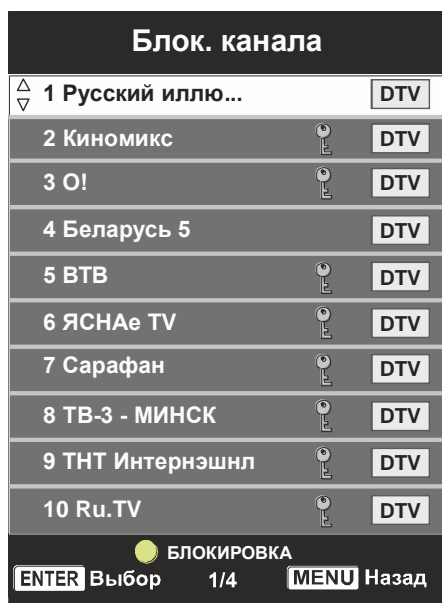 Блок. канала
1 Русский иллю... DTV
2 Киномикс DTV
3 О! DTV
4 Беларусь 5 DTV
5 ВТВ DTV
6 ЯСНАе TV DTV
7 Сарафан DTV
8 ТВ-3 - МИНСК DTV
9 ТНТ Интернэшнл DTV
10 Ru.TV DTV
БЛОКИРОВКА
ENTER Выбор 1/4 MENU Назад